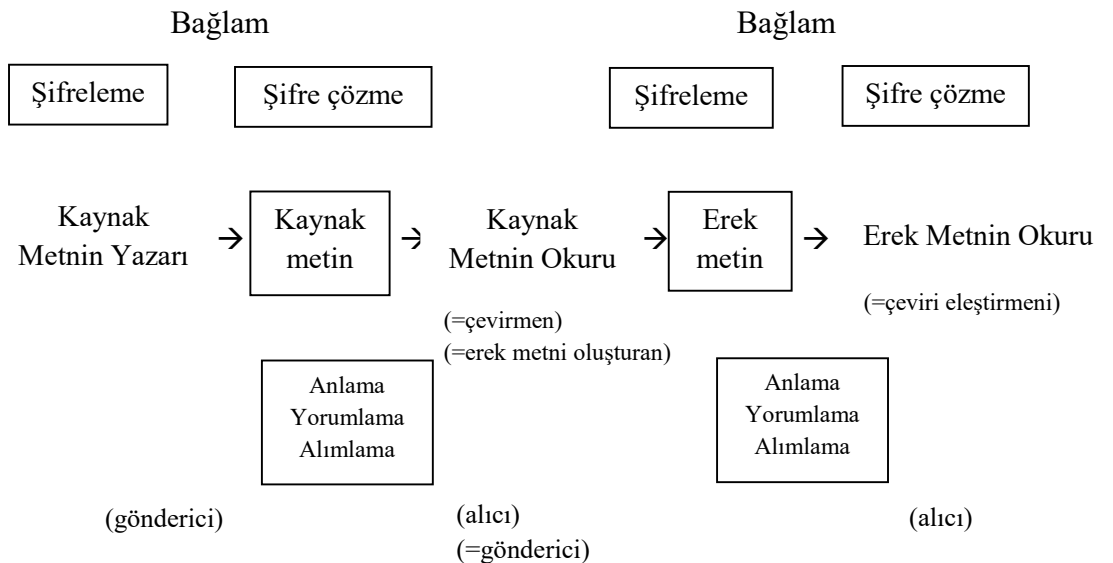 Bağlam Bağlam
Şifreleme Şifre çözme Şifreleme Şifre çözme
Kaynak
Metnin Yazarı
→
Kaynak
metin
→
Kaynak
Metnin Okuru
(=çevirmen)
(=erek metni oluşturan)
→
Erek
metin
→
Erek Metnin Okuru
(=çeviri eleştirmeni)
Anlama
Yorumlama
Alımlama
Anlama
Yorumlama
Alımlama
(gönderici)
(alıcı)
(=gönderici)
(alıcı)